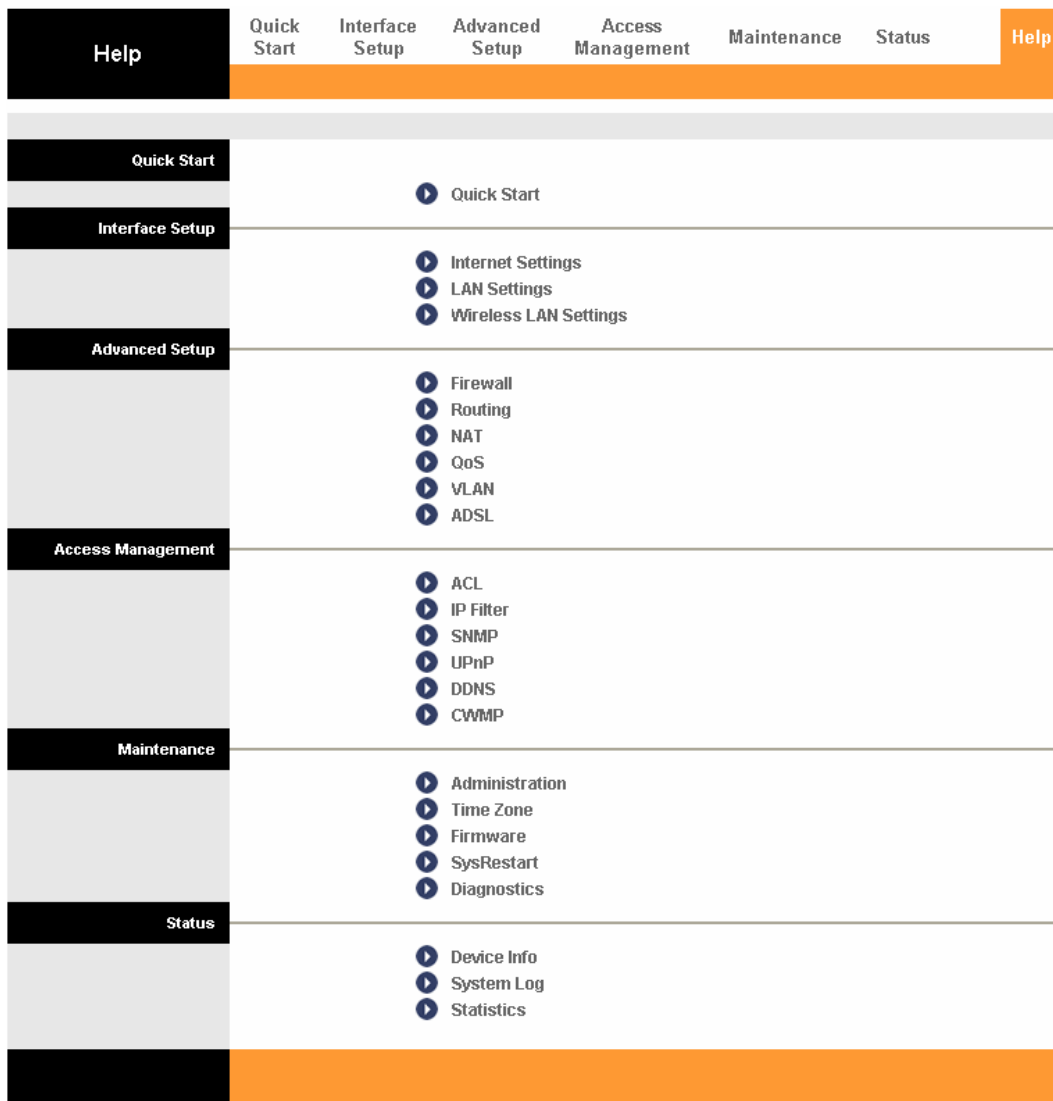 Help
Quick Start
Interface Setup
Advanced Setup
Access Management
Maintenance
Status
Help
Quick Start
Quick Start
Interface Setup
Internet Settings
LAN Settings
Wireless LAN Settings
Advanced Setup
Firewall
Routing
NAT
QoS
VLAN
ADSL
Access Management
ACL
IP Filter
SNMP
UPnP
DDNS
CWMP
Maintenance
Administration
Time Zone
Firmware
SysRestart
Diagnostics
Status
Device Info
System Log
Statistics